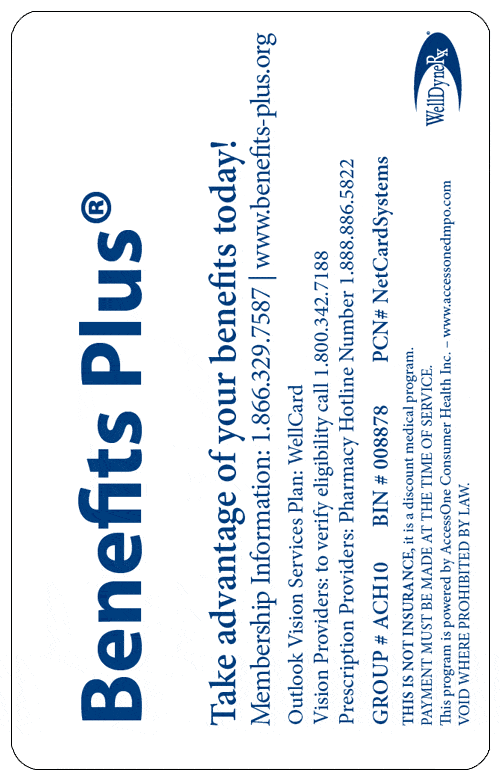 Benefits Plus®
Take advantage of your benefits today!
Membership Information: 1.866.329.7587 | www.benefits-plus.org
Outlook Vision Services Plan: WellCard
Vision Providers: to verify eligibility call 1.800.342.7188
Prescription Providers: Pharmacy Hotline Number 1.888.886.5822
GROUP # ACH10 BIN # 008878 PCN# NetCardSystems
THIS IS NOT INSURANCE, it is a discount medical program.
PAYMENT MUST BE MADE AT THE TIME OF SERVICE.
This program is powered by AccessOne Consumer Health Inc. – www.accessonedmpo.com
VOID WHERE PROHIBITED BY LAW.
WellDyneRx®